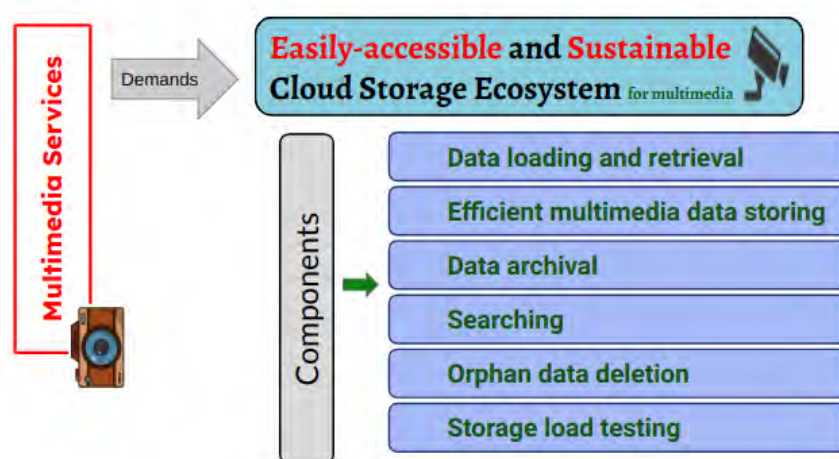 Multimedia Services
Demands
Easily-accessible and Sustainable
Cloud Storage Ecosystem for multimedia
Components
Data loading and retrieval
Efficient multimedia data storing
Data archival
Searching
Orphan data deletion
Storage load testing